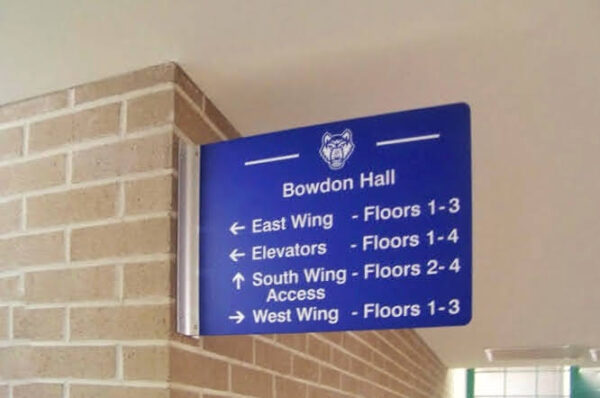 Bowdon Hall
← East Wing - Floors 1-3
← Elevators - Floors 1-4
↑ South Wing - Floors 2-4
Access
→ West Wing - Floors 1-3